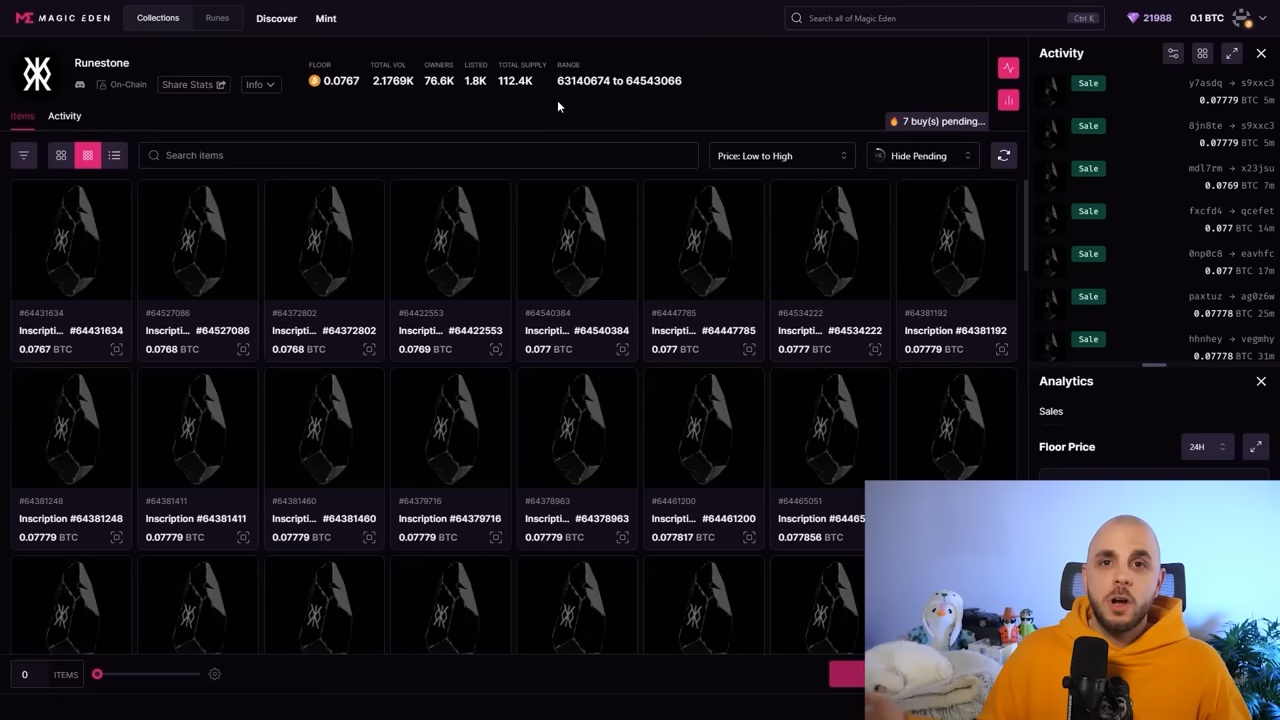 MAGIC EDEN
Collections
Runes
Discover
Mint
Search all of Magic Eden
Ctrl K
21988
0.1 BTC
Runestone
On-Chain
Share Stats
Info
FLOOR
0.0767
TOTAL VOL
2.1769K
OWNERS
76.6K
LISTED
1.8K
TOTAL SUPPLY
112.4K
RANGE
63140674 to 64543066
Items
Activity
7 buy(s) pending...
Search items
Price: Low to High
Hide Pending
#64431634
Inscripti... #64431634
0.0767 BTC
#64527086
Inscripti... #64527086
0.0768 BTC
#64372802
Inscripti... #64372802
0.0768 BTC
#64422553
Inscripti... #64422553
0.0769 BTC
#64540384
Inscripti... #64540384
0.077 BTC
#64447785
Inscripti... #64447785
0.077 BTC
#64534222
Inscripti... #64534222
0.0777 BTC
#64381192
Inscription #64381192
0.07779 BTC
#64381248
Inscription #64381248
0.07779 BTC
#64381411
Inscription #64381411
0.07779 BTC
#64381460
Inscripti... #64381460
0.07779 BTC
#64379716
Inscription #64379716
0.07779 BTC
#64378963
Inscripti... #64378963
0.07779 BTC
#64461200
Inscripti... #64461200
0.077817 BTC
#64465051
Inscripti... #64465
0.077856 BTC
0 ITEMS
Activity
Sale
y7asdq → s9xxc3
0.07779 BTC 5m
Sale
8jn8te → s9xxc3
0.07779 BTC 5m
Sale
mdl7rm → x23jsu
0.0769 BTC 7m
Sale
fxcfd4 → qcefet
0.077 BTC 14m
Sale
0np0c8 → eavhfc
0.077 BTC 17m
Sale
paxtuz → ag0z6w
0.07778 BTC 25m
Sale
hhnhey → vegmhy
0.07778 BTC 31m
Analytics
Sales
Floor Price
24H